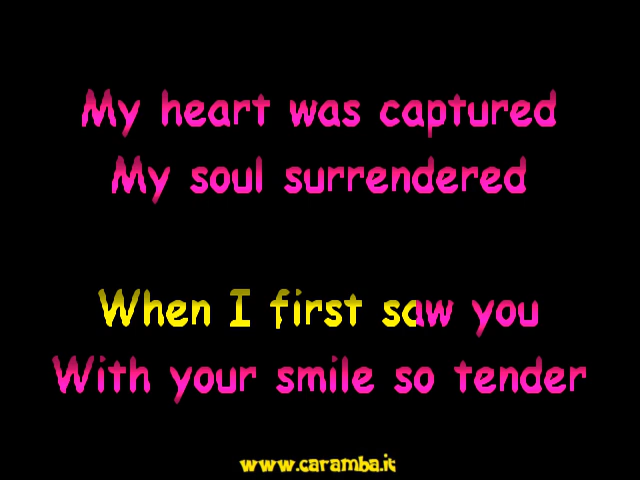 My heart was captured
My soul surrendered
When I first saw you
With your smile so tender
www.caramba.it